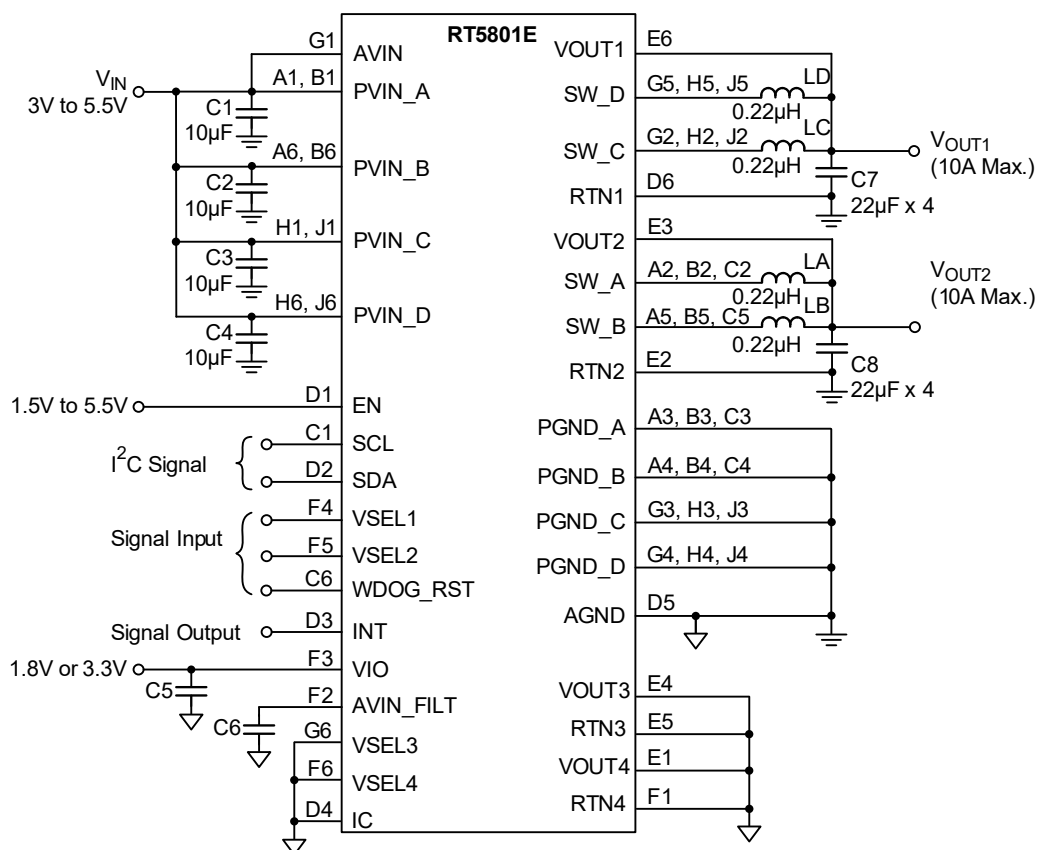 RT5801E
G1
AVIN
V_IN
3V to 5.5V
A1, B1
PVIN_A
C1
10µF
A6, B6
PVIN_B
C2
10µF
H1, J1
PVIN_C
C3
10µF
H6, J6
PVIN_D
C4
10µF
1.5V to 5.5V
D1
EN
I²C Signal
C1
SCL
D2
SDA
Signal Input
F4
VSEL1
F5
VSEL2
C6
WDOG_RST
Signal Output
D3
INT
1.8V or 3.3V
F3
VIO
C5
F2
AVIN_FILT
C6
G6
VSEL3
F6
VSEL4
D4
IC
VOUT1
E6
SW_D
G5, H5, J5
LD
0.22µH
SW_C
G2, H2, J2
LC
0.22µH
V_OUT1
(10A Max.)
RTN1
D6
C7
22µF x 4
VOUT2
E3
SW_A
A2, B2, C2
LA
0.22µH
SW_B
A5, B5, C5
LB
0.22µH
V_OUT2
(10A Max.)
RTN2
E2
C8
22µF x 4
PGND_A
A3, B3, C3
PGND_B
A4, B4, C4
PGND_C
G3, H3, J3
PGND_D
G4, H4, J4
AGND
D5
VOUT3
E4
RTN3
E5
VOUT4
E1
RTN4
F1